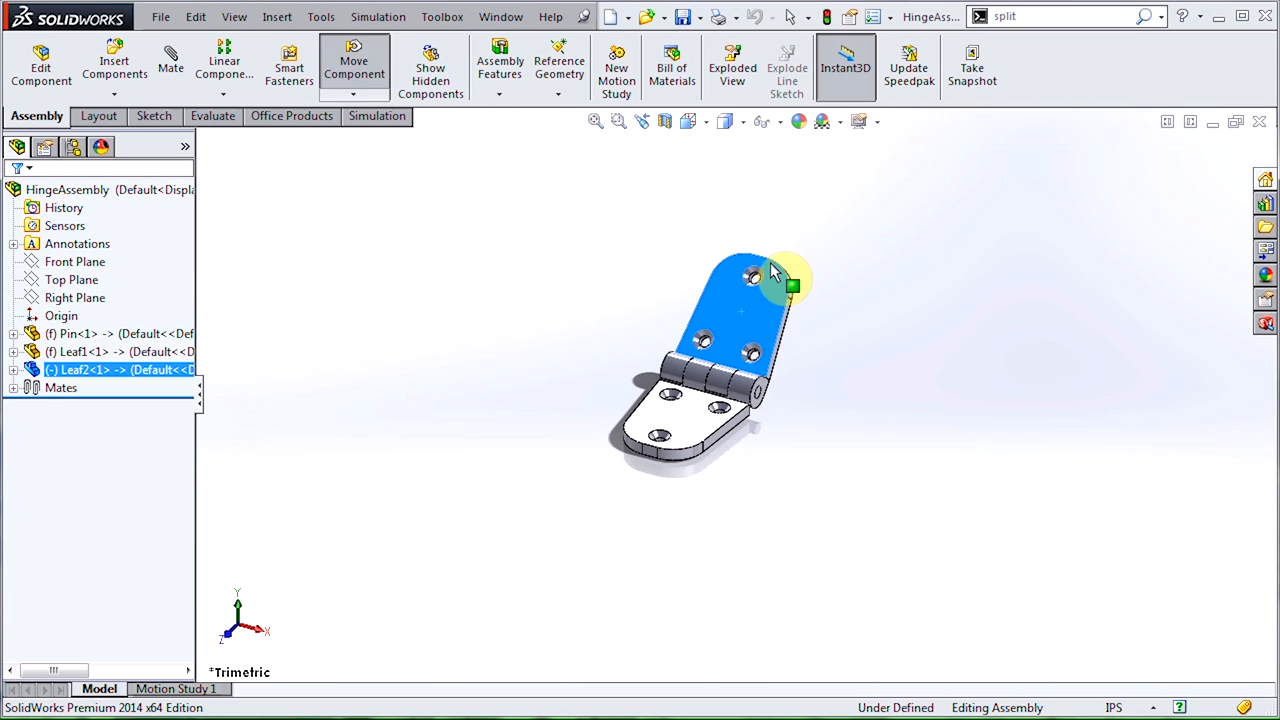 SOLIDWORKS File Edit View Insert Tools Simulation Toolbox Window Help HingeAss... split
Edit Component
Insert Components
Mate
Linear Compone...
Smart Fasteners
Move Component
Show Hidden Components
Assembly Features
Reference Geometry
New Motion Study
Bill of Materials
Exploded View
Explode Line Sketch
Instant3D
Update Speedpak
Take Snapshot
Assembly Layout Sketch Evaluate Office Products Simulation
HingeAssembly (Default<Displa
History
Sensors
A Annotations
Front Plane
Top Plane
Right Plane
Origin
(f) Pin<1> -> (Default<<Def
(f) Leaf1<1> -> (Default<<D
(-) Leaf2<1> -> (Default<<D
Mates
Y
X
Z
*Trimetric
Model Motion Study 1
SolidWorks Premium 2014 x64 Edition Under Defined Editing Assembly IPS